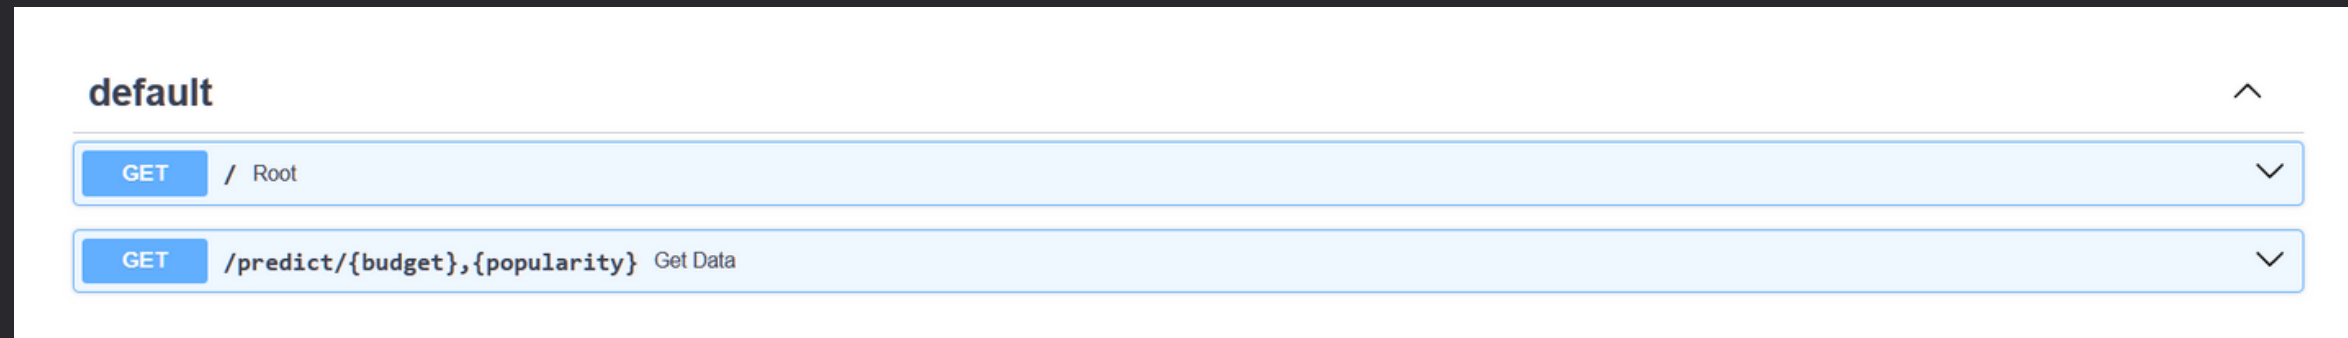 default
GET / Root
GET /predict/{budget},{popularity} Get Data